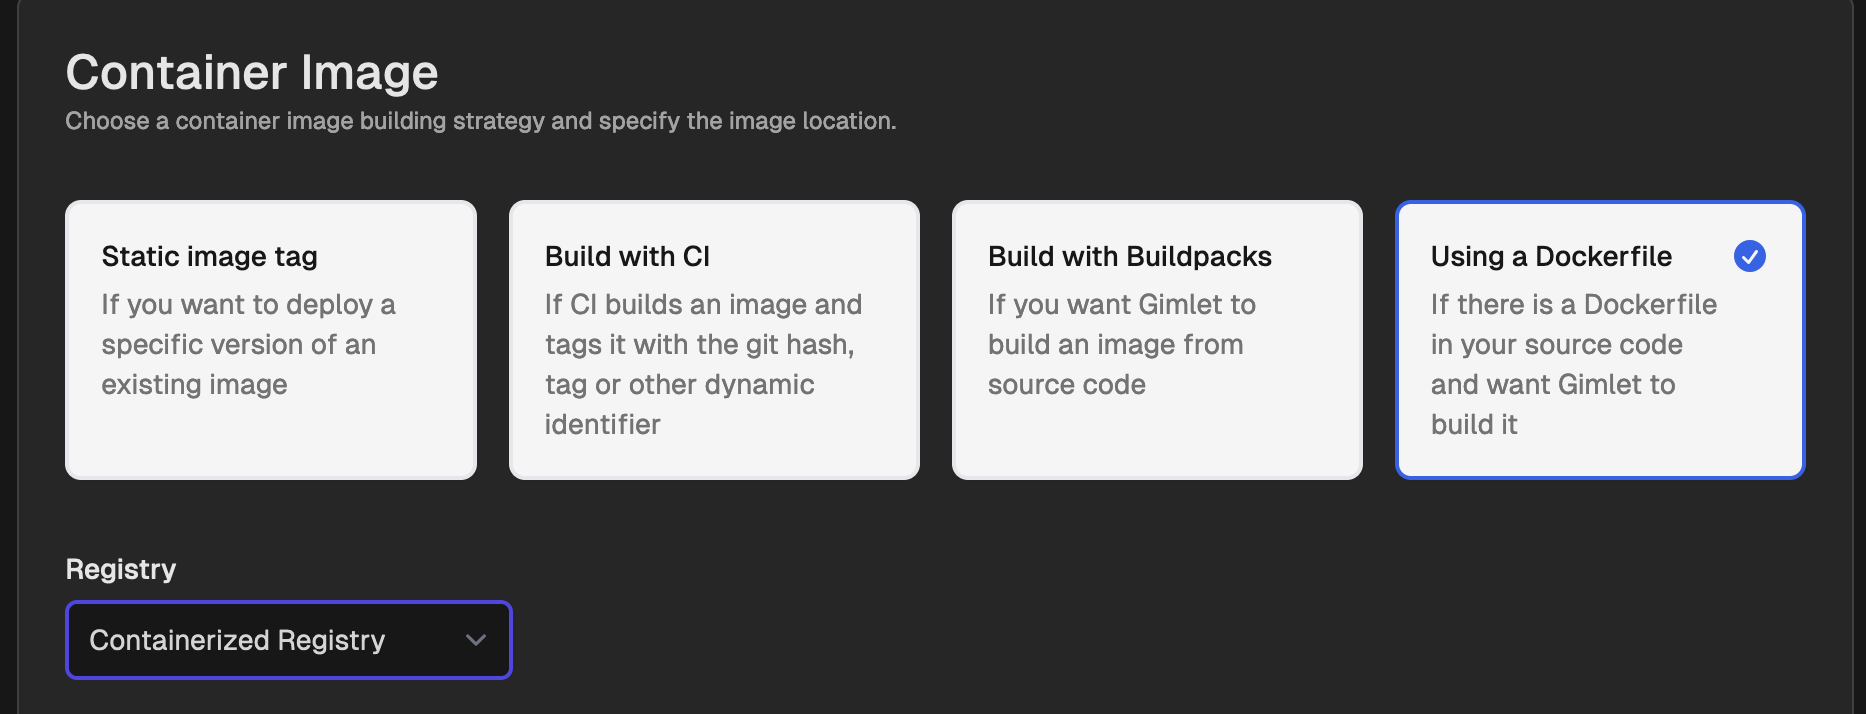 Container Image
Choose a container image building strategy and specify the image location.
Static image tag
If you want to deploy a
specific version of an
existing image
Build with CI
If CI builds an image and
tags it with the git hash,
tag or other dynamic
identifier
Build with Buildpacks
If you want Gimlet to
build an image from
source code
Using a Dockerfile
If there is a Dockerfile
in your source code
and want Gimlet to
build it
Registry
Containerized Registry